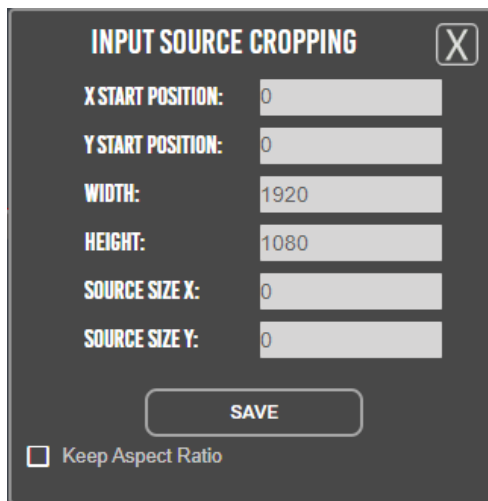 INPUT SOURCE CROPPING X
X START POSITION: 0
Y START POSITION: 0
WIDTH: 1920
HEIGHT: 1080
SOURCE SIZE X: 0
SOURCE SIZE Y: 0
SAVE
Keep Aspect Ratio